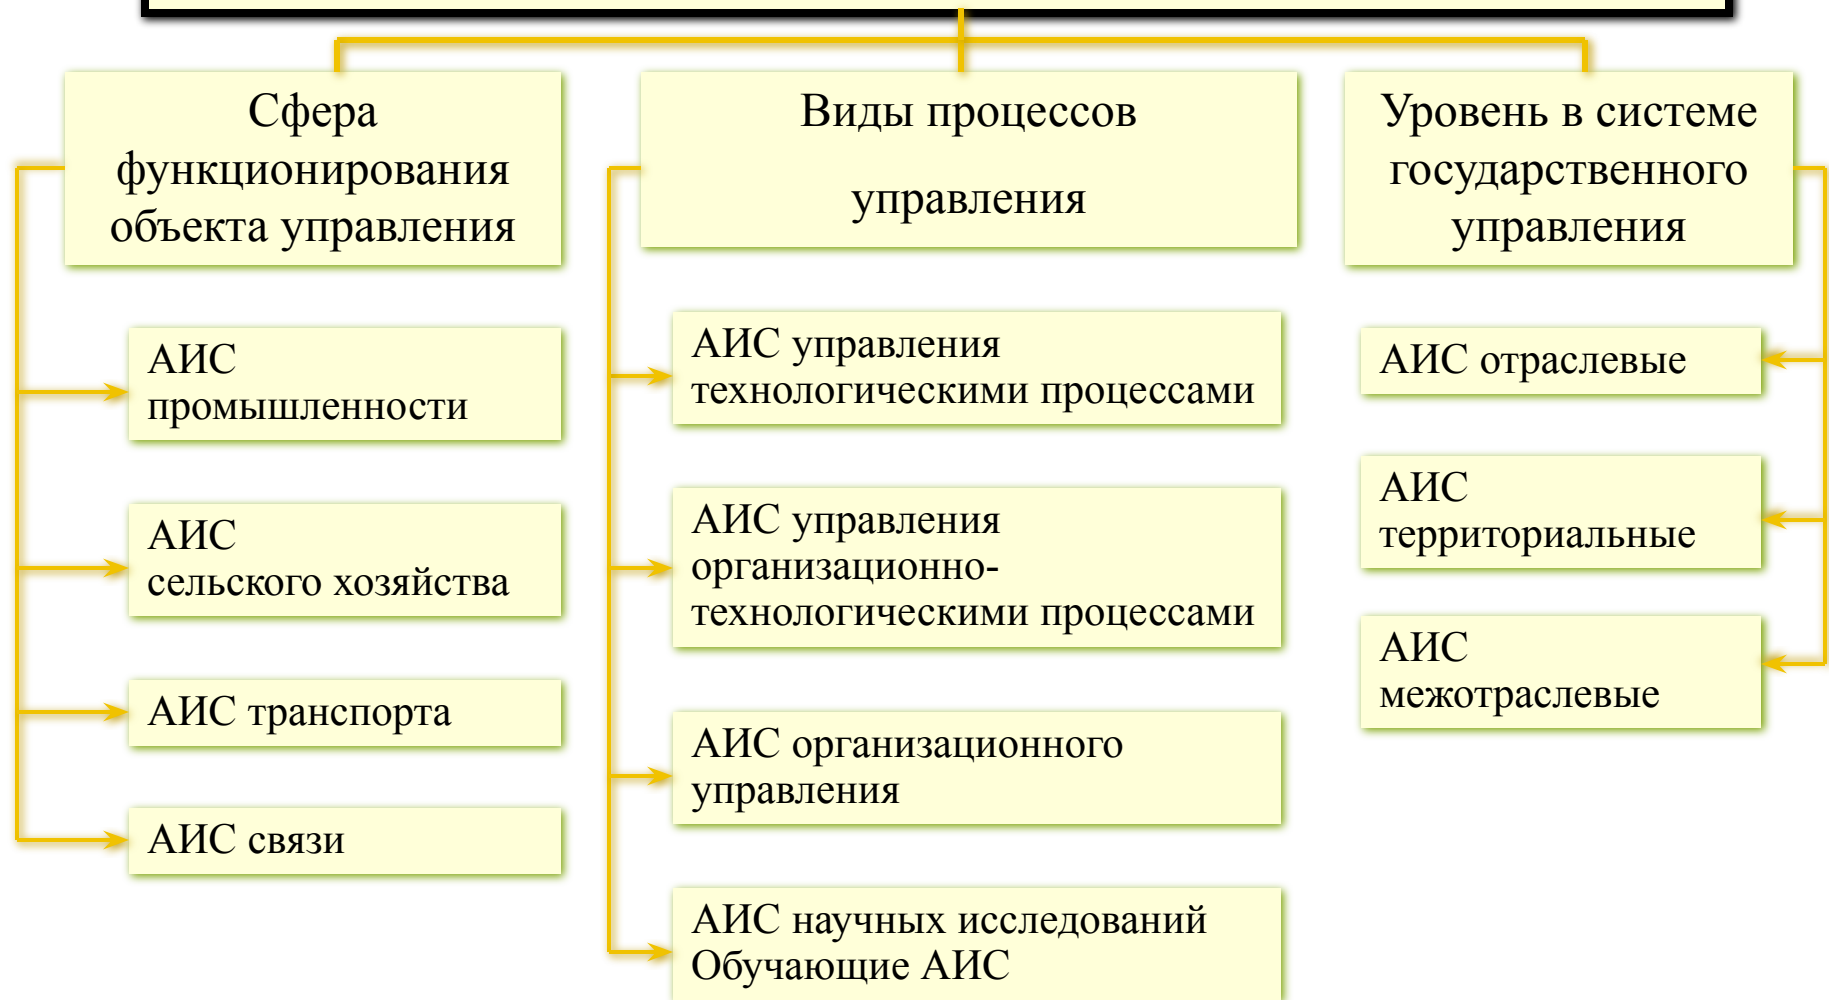 Сфера
функционирования
объекта управления
АИС
промышленности
АИС
сельского хозяйства
АИС транспорта
АИС связи
Виды процессов
управления
АИС управления
технологическими процессами
АИС управления
организационно-
технологическими процессами
АИС организационного
управления
АИС научных исследований
Обучающие АИС
Уровень в системе
государственного
управления
АИС отраслевые
АИС
территориальные
АИС
межотраслевые